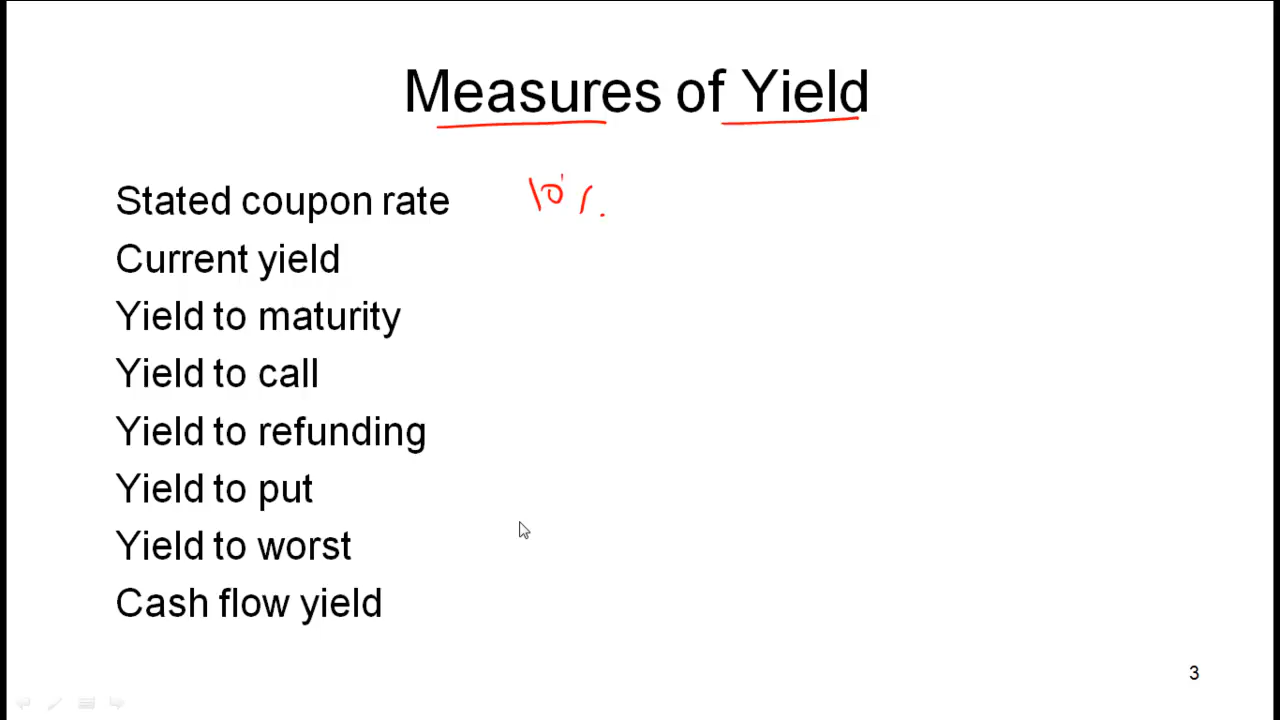 Measures of Yield
Stated coupon rate 10%
Current yield
Yield to maturity
Yield to call
Yield to refunding
Yield to put
Yield to worst
Cash flow yield
3